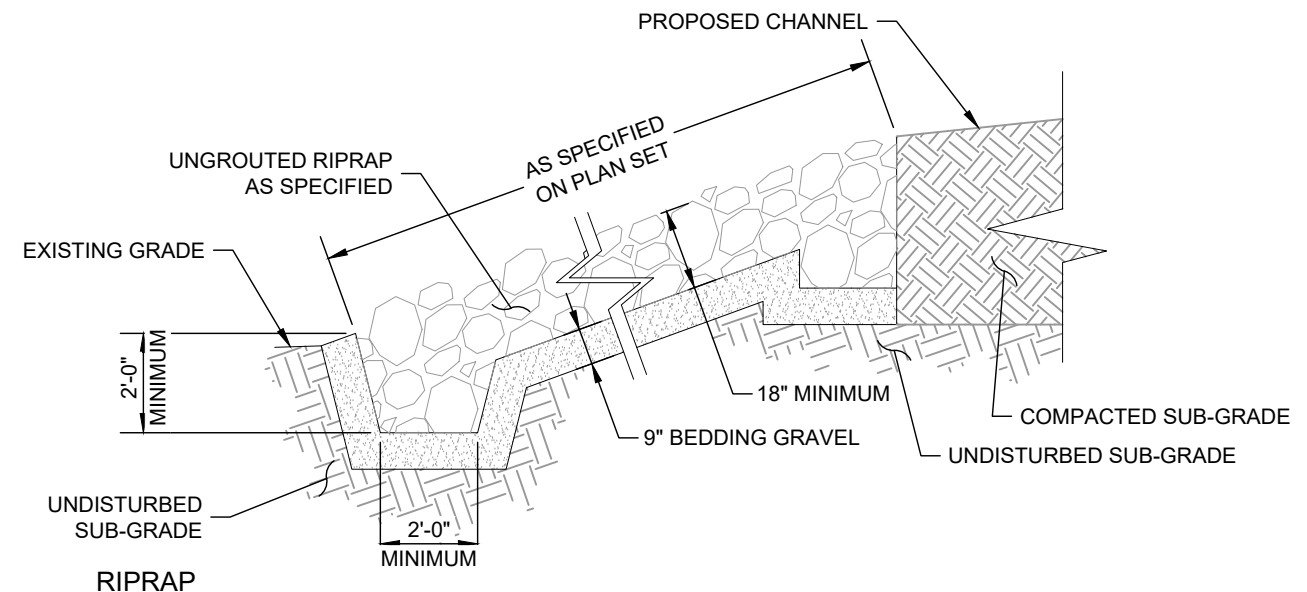 PROPOSED CHANNEL
AS SPECIFIED
ON PLAN SET
UNGROUTED RIPRAP
AS SPECIFIED
EXISTING GRADE
2'-0"
MINIMUM
18" MINIMUM
9" BEDDING GRAVEL
COMPACTED SUB-GRADE
UNDISTURBED SUB-GRADE
UNDISTURBED
SUB-GRADE
2'-0"
MINIMUM
RIPRAP